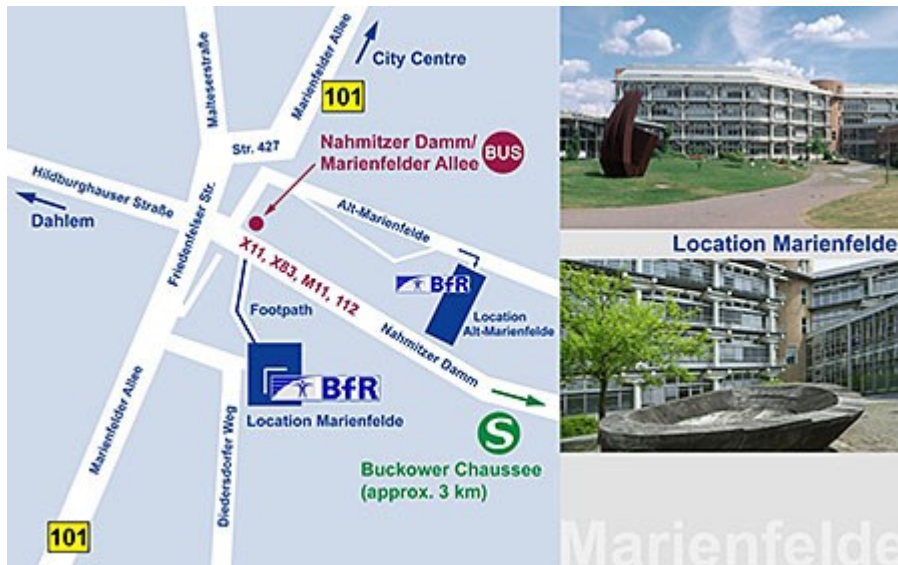 Malteserstraße
Marienfelder Allee
City Centre
101
Str. 427
Nahmitzer Damm/
Marienfelder Allee
BUS
Hildburghauser Straße
Dahlem
Friedenfelser Str.
Alt-Marienfelde
X11, X83, M11, 112
BfR
Location
Alt-Marienfelde
Footpath
Nahmitzer Damm
BfR
Location Marienfelde
Marienfelder Allee
Diedersdorfer Weg
S
Buckower Chaussee
(approx. 3 km)
101
Location Marienfelde
Marienfelde